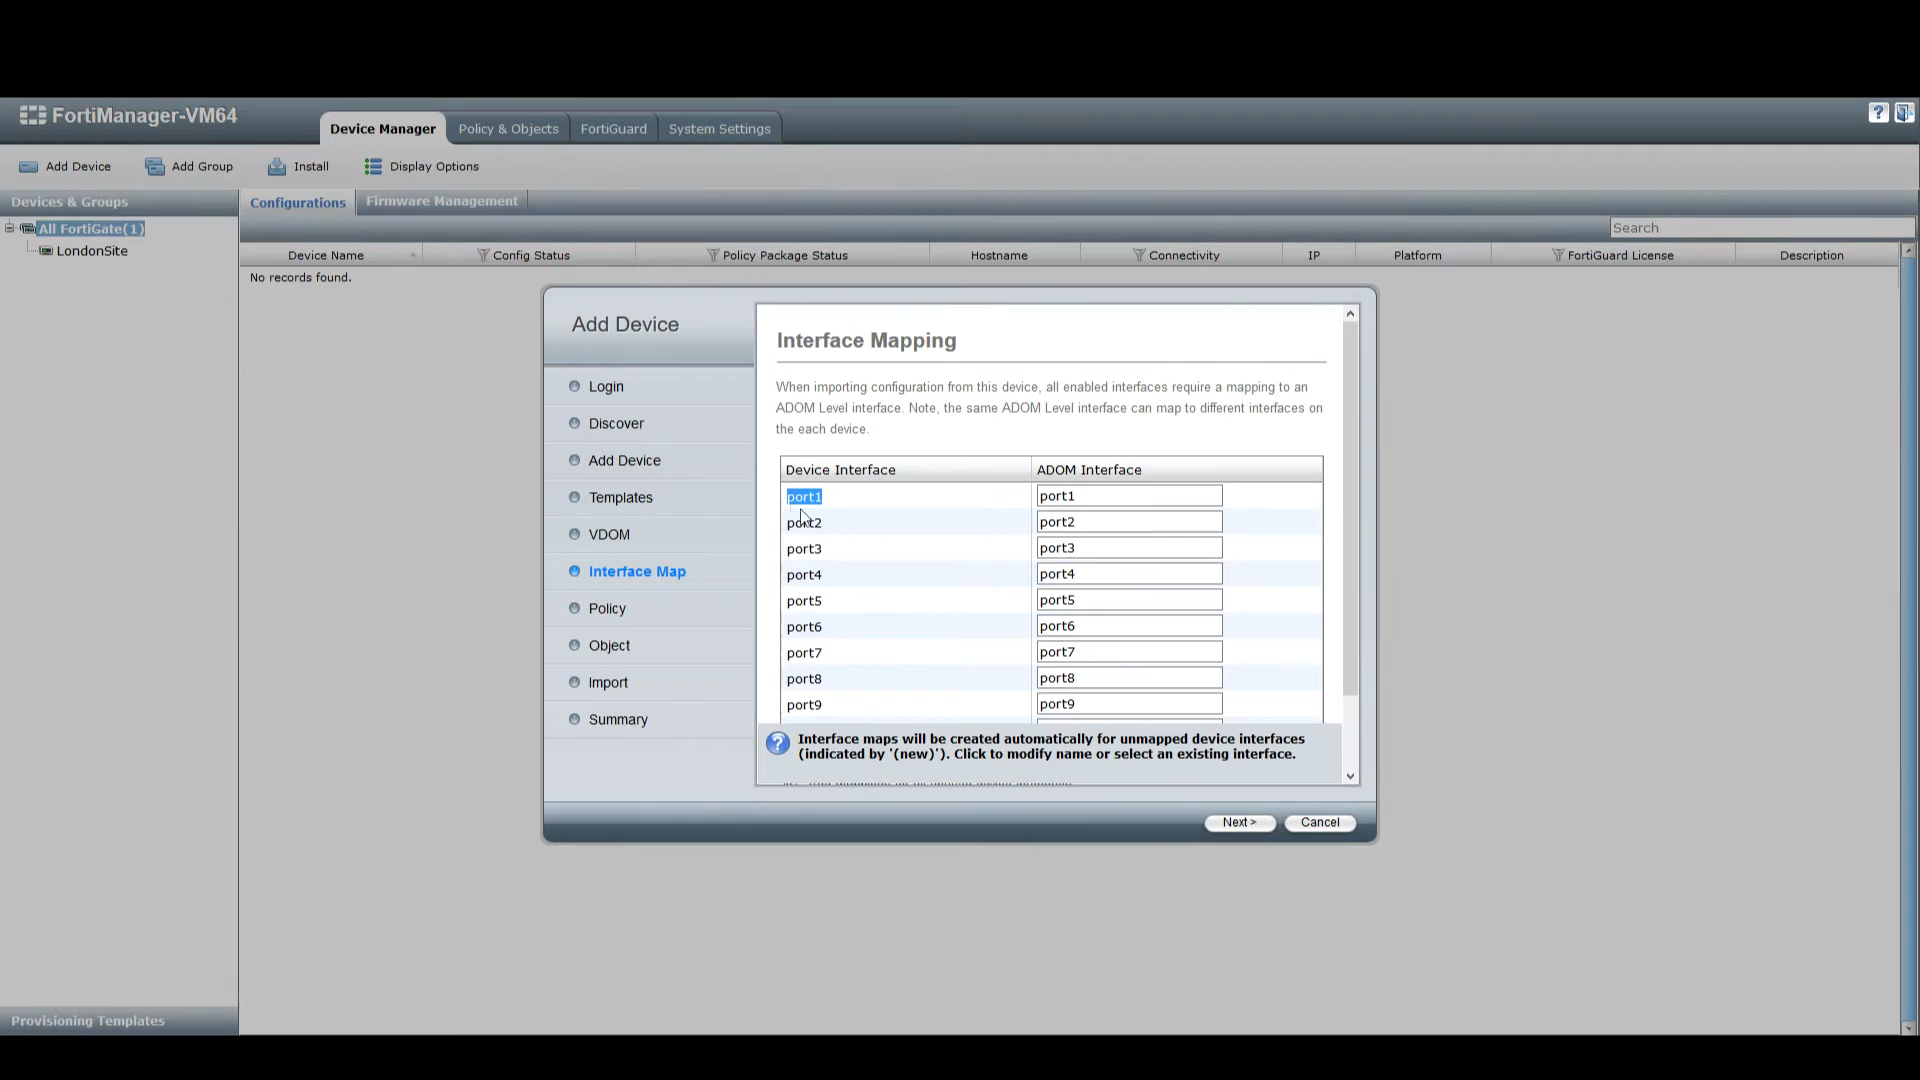 FortiManager-VM64
Device Manager
Policy & Objects
FortiGuard
System Settings
Add Device
Add Group
Install
Display Options
Devices & Groups
Configurations
Firmware Management
All FortiGate(1)
Search
LondonSite
Device Name
Config Status
Policy Package Status
Hostname
Connectivity
IP
Platform
FortiGuard License
Description
No records found.
Add Device
Login
Discover
Add Device
Templates
VDOM
Interface Map
Policy
Object
Import
Summary
Interface Mapping
When importing configuration from this device, all enabled interfaces require a mapping to an
ADOM Level interface. Note, the same ADOM Level interface can map to different interfaces on
the each device.
Device Interface ADOM Interface
port1 port1
port2 port2
port3 port3
port4 port4
port5 port5
port6 port6
port7 port7
port8 port8
port9 port9
Interface maps will be created automatically for unmapped device interfaces
(indicated by '(new)'). Click to modify name or select an existing interface.
Next >
Cancel
Provisioning Templates